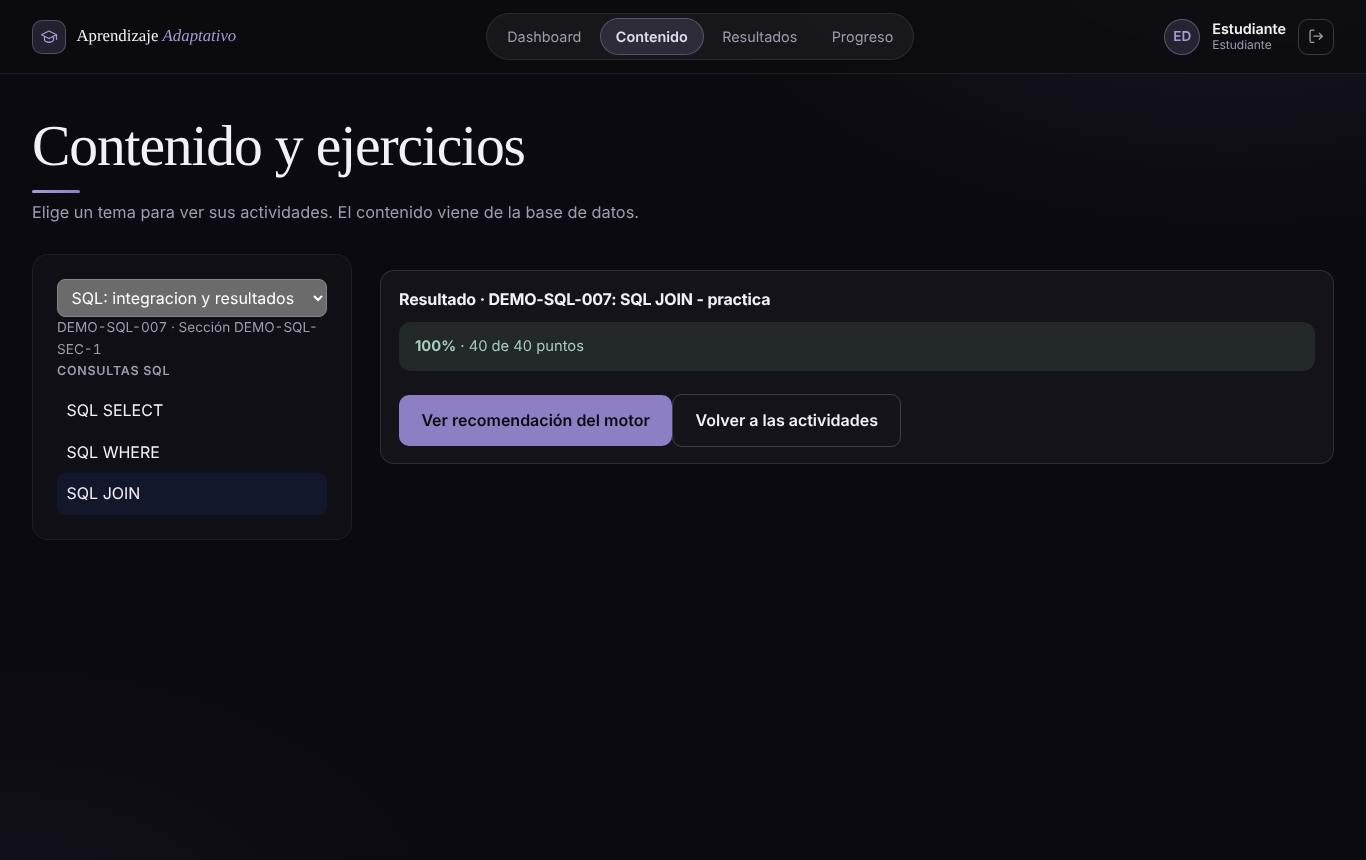 Aprendizaje Adaptativo
Dashboard
Contenido
Resultados
Progreso
ED
Estudiante
Estudiante
Contenido y ejercicios
Elige un tema para ver sus actividades. El contenido viene de la base de datos.
SQL: integracion y resultados
DEMO-SQL-007 · Sección DEMO-SQL-
SEC-1
CONSULTAS SQL
SQL SELECT
SQL WHERE
SQL JOIN
Resultado · DEMO-SQL-007: SQL JOIN - practica
100% · 40 de 40 puntos
Ver recomendación del motor
Volver a las actividades